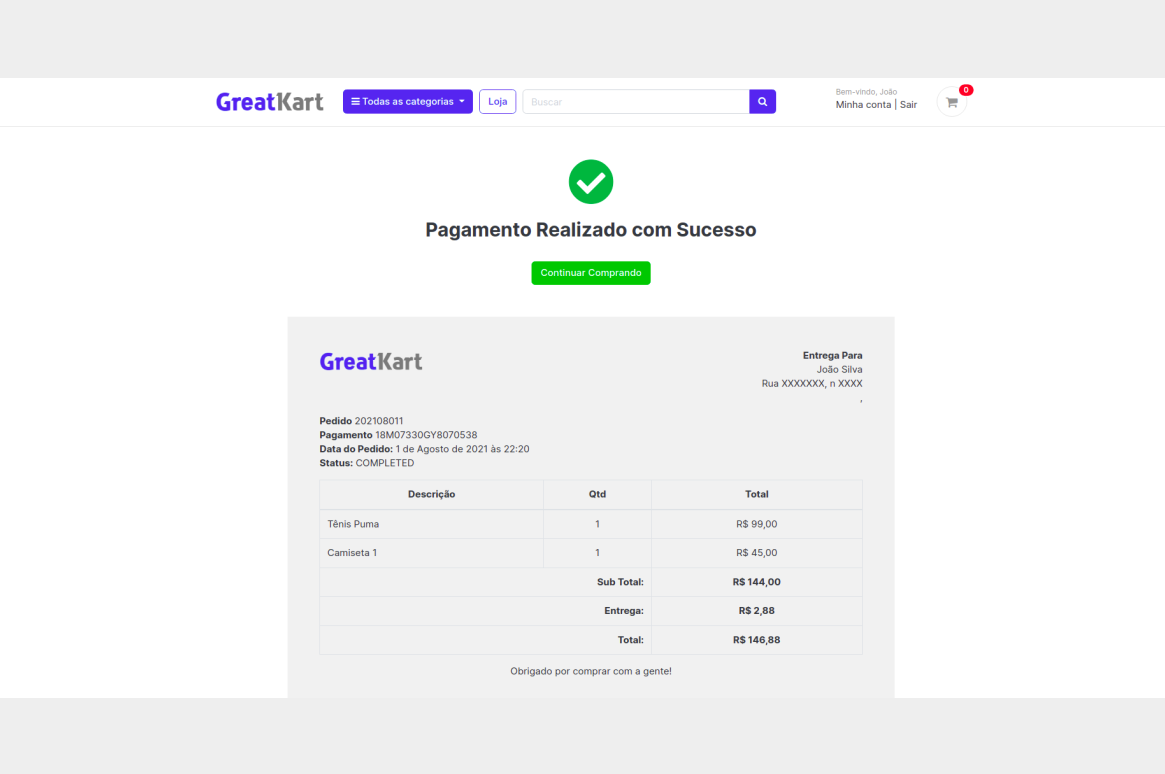 GreatKart
Todas as categorias
Loja
Buscar
Bem-vindo, João
Minha conta | Sair
0
Pagamento Realizado com Sucesso
Continuar Comprando
GreatKart
Entrega Para
João Silva
Rua XXXXXXX, n XXXX
,
Pedido 202108011
Pagamento 18M07330GY8070538
Data do Pedido: 1 de Agosto de 2021 às 22:20
Status: COMPLETED
Descrição Qtd Total
Tênis Puma 1 R$ 99,00
Camiseta 1 1 R$ 45,00
Sub Total: R$ 144,00
Entrega: R$ 2,88
Total: R$ 146,88
Obrigado por comprar com a gente!